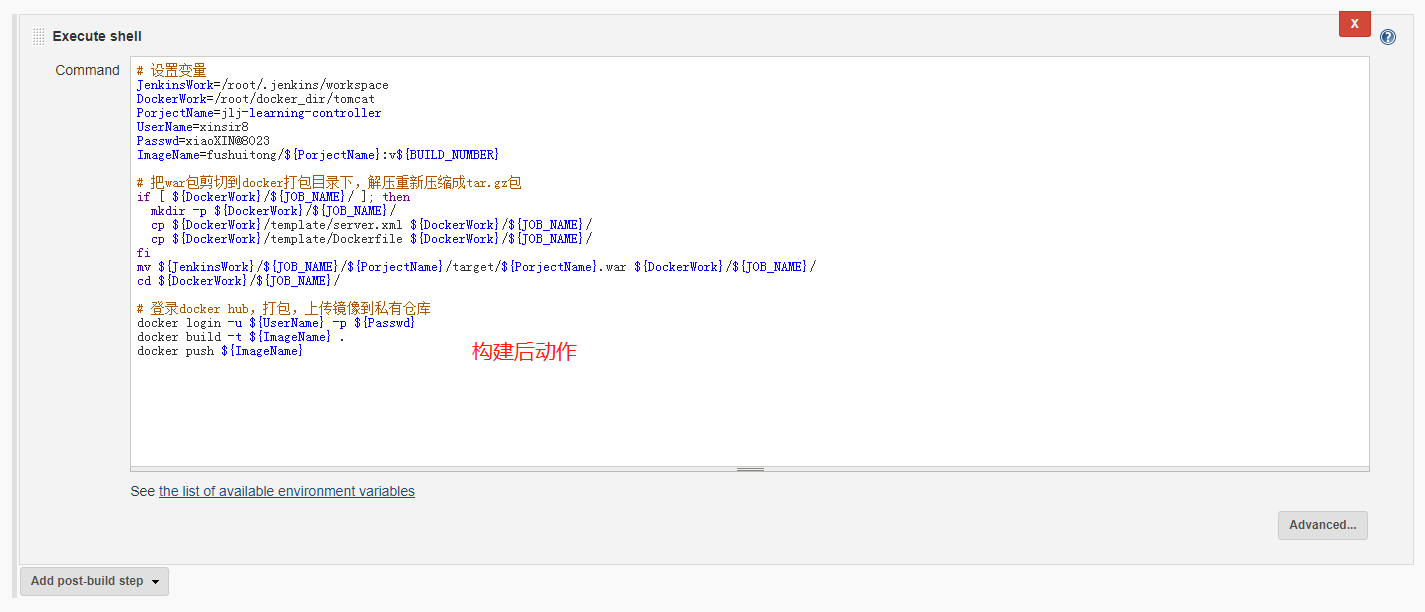 X
Execute shell
?
Command
# 设置变量
JenkinsWork=/root/.jenkins/workspace
DockerWork=/root/docker_dir/tomcat
PorjectName=jlj-learning-controller
UserName=xinsir8
Passwd=xiaoXIN@8023
ImageName=fushuitong/${PorjectName}:v${BUILD_NUMBER}
# 把war包剪切到docker打包目录下，解压重新压缩成tar.gz包
if [ ${DockerWork}/${JOB_NAME}/ ]; then
mkdir -p ${DockerWork}/${JOB_NAME}/
cp ${DockerWork}/template/server.xml ${DockerWork}/${JOB_NAME}/
cp ${DockerWork}/template/Dockerfile ${DockerWork}/${JOB_NAME}/
fi
mv ${JenkinsWork}/${JOB_NAME}/${PorjectName}/target/${PorjectName}.war ${DockerWork}/${JOB_NAME}/
cd ${DockerWork}/${JOB_NAME}/
# 登录docker hub，打包，上传镜像到私有仓库
docker login -u ${UserName} -p ${Passwd}
docker build -t ${ImageName} .
docker push ${ImageName}
构建后动作
See the list of available environment variables
Advanced...
Add post-build step